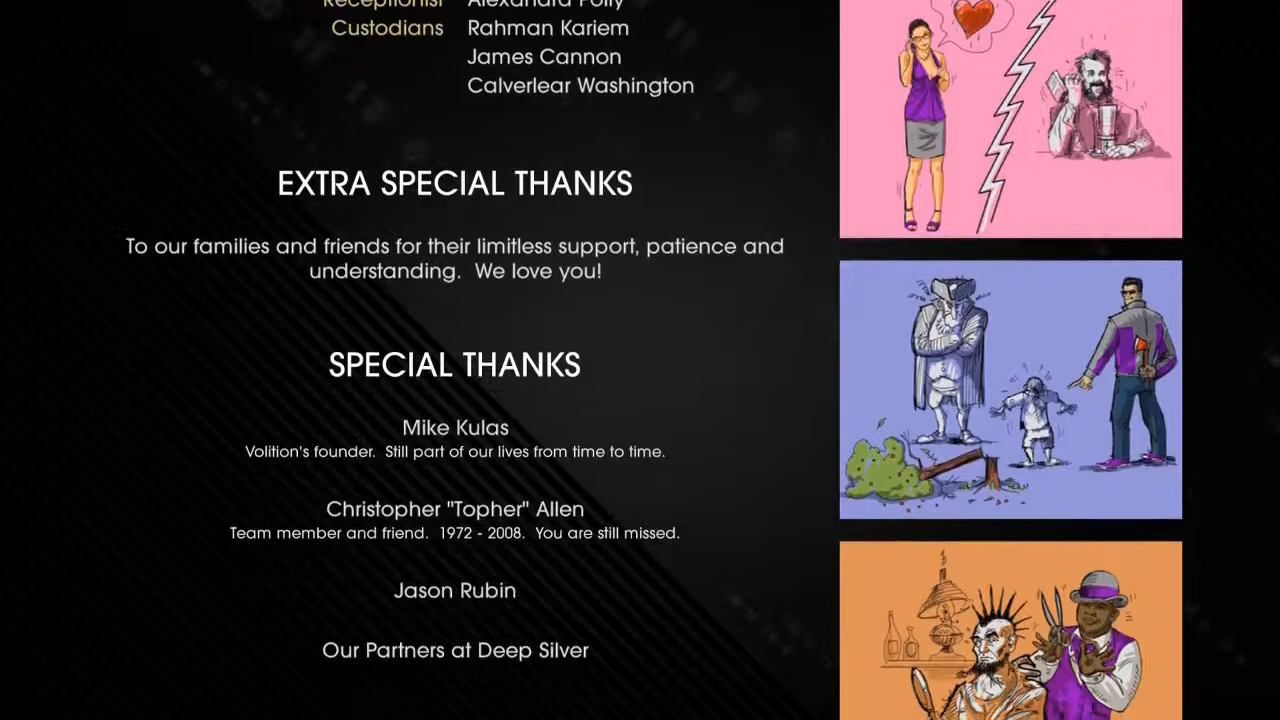 Receptionist Alexandra Polly
Custodians Rahman Kariem
James Cannon
Calverlear Washington
EXTRA SPECIAL THANKS
To our families and friends for their limitless support, patience and
understanding.  We love you!
SPECIAL THANKS
Mike Kulas
Volition's founder.  Still part of our lives from time to time.
Christopher "Topher" Allen
Team member and friend.  1972 - 2008.  You are still missed.
Jason Rubin
Our Partners at Deep Silver